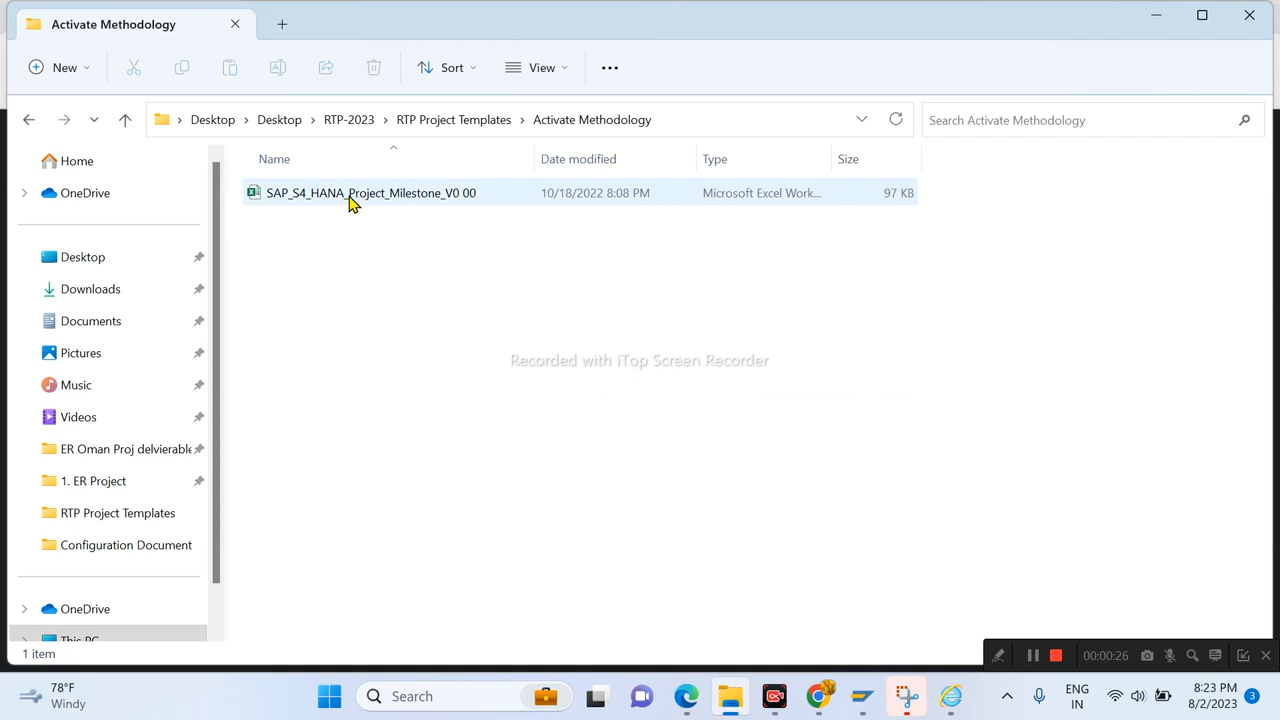 Activate Methodology
New
Sort
View
Desktop > Desktop > RTP-2023 > RTP Project Templates > Activate Methodology
Search Activate Methodology
Name
Date modified
Type
Size
SAP_S4_HANA_Project_Milestone_V0 00
10/18/2022 8:08 PM
Microsoft Excel Work...
97 KB
Home
OneDrive
Desktop
Downloads
Documents
Pictures
Music
Videos
ER Oman Proj delvierable
1. ER Project
RTP Project Templates
Configuration Document
OneDrive
This PC
1 item
Recorded with iTop Screen Recorder
00:00:26
78°F
Windy
Search
ENG
IN
8:23 PM
8/2/2023
3